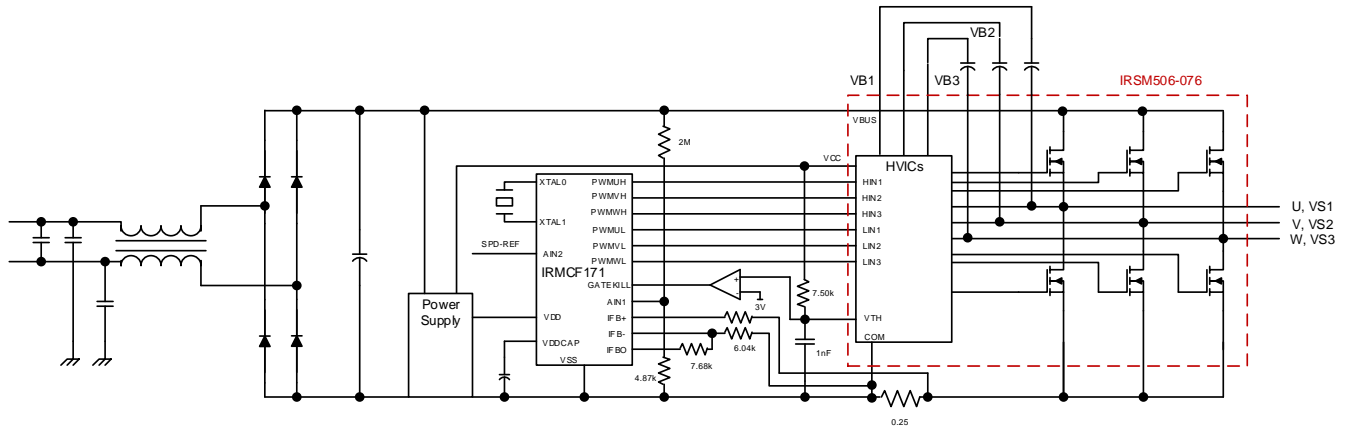 VB2
VB1
VB3
IRSM506-076
VBUS
2M
VCC
HVICs
XTAL0
PWMUH
HIN1
PWMVH
HIN2
XTAL1
PWMWH
HIN3
U, VS1
PWMUL
LIN1
V, VS2
SPD-REF
AIN2
PWMVL
LIN2
W, VS3
PWMWL
LIN3
IRMCF171
GATEKILL
+
-
3V
7.50k
Power
Supply
AIN1
VDD
IFB+
VTH
IFB-
6.04k
COM
VDDCAP
IFBO
1nF
VSS
7.68k
4.87k
0.25